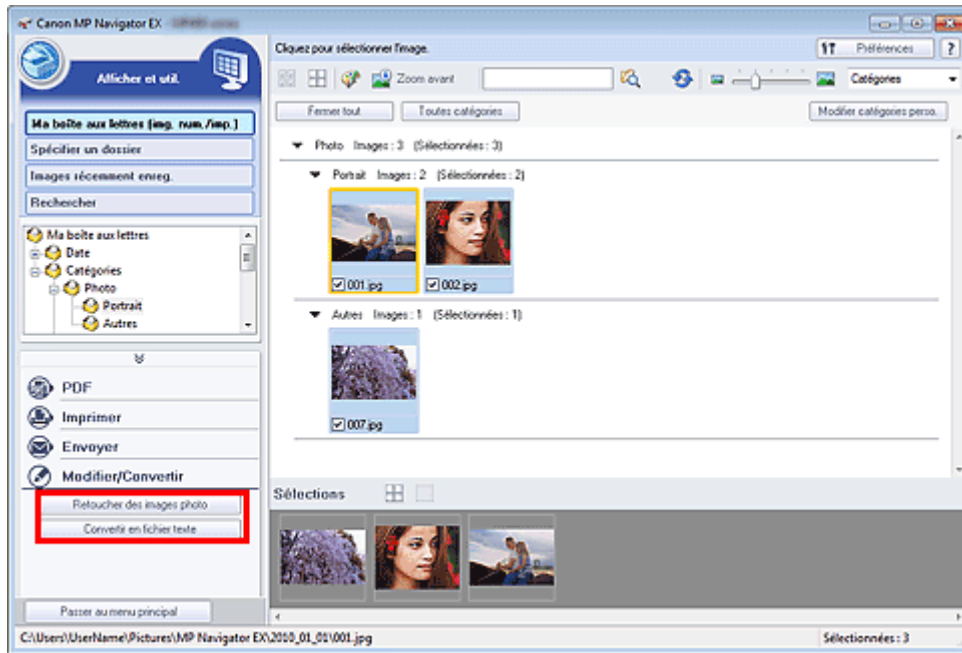 Canon MP Navigator EX
Cliquez pour sélectionner l'image.
Préférences
?
Afficher et util.
Zoom avant
Catégories
Fermer tout
Toutes catégories
Modifier catégories perso.
Ma boîte aux lettres (img. num./imp.)
Spécifier un dossier
Images récemment enreg.
Rechercher
Ma boîte aux lettres
Date
Catégories
Photo
Portrait
Autres
PDF
Imprimer
Envoyer
Modifier/Convertir
Retoucher des images photo
Convertir en fichier texte
Passer au menu principal
Photo Images : 3 (Sélectionnées : 3)
Portrait Images : 2 (Sélectionnées : 2)
001.jpg
002.jpg
Autres Images : 1 (Sélectionnées : 1)
007.jpg
Sélections
C:\Users\UserName\Pictures\MP Navigator EX\2010_01_01\001.jpg
Sélectionnées : 3